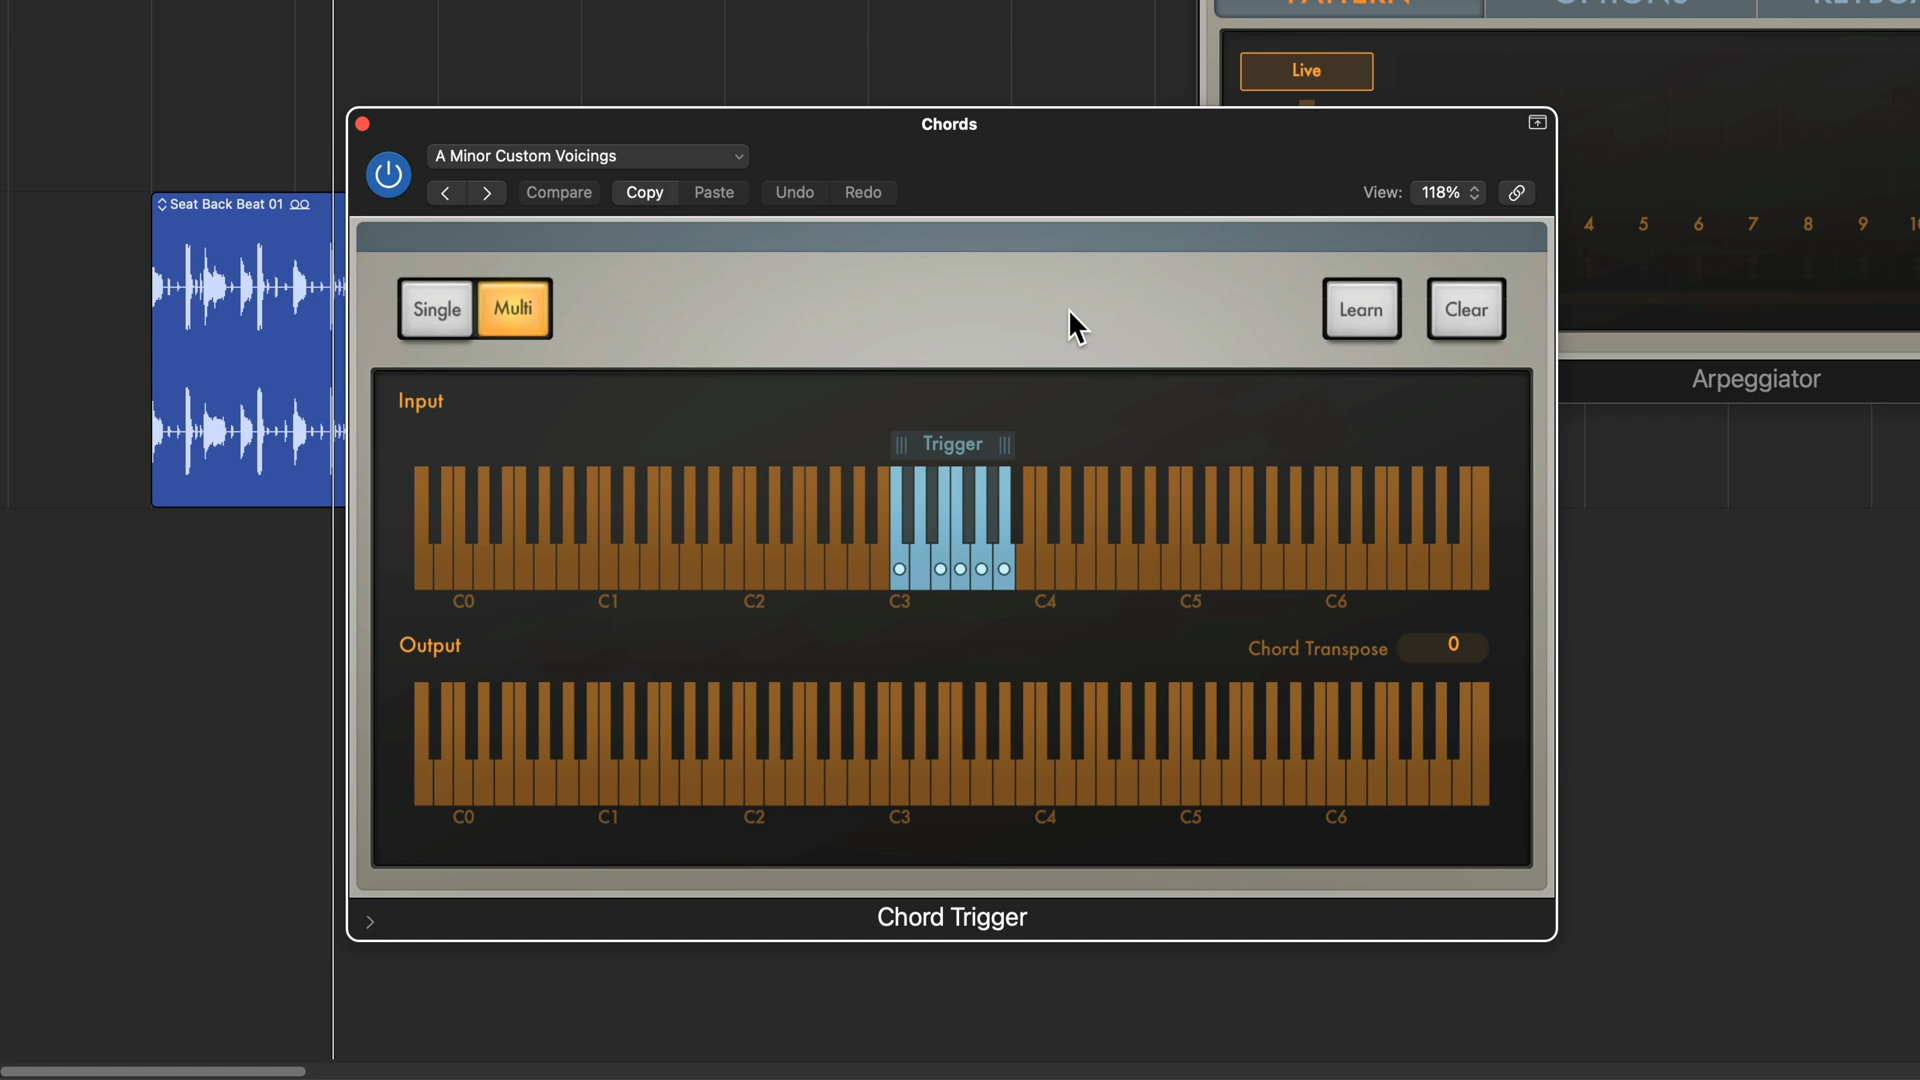 PATTERN
OPTIONS
Live
Chords
A Minor Custom Voicings
Compare
Copy
Paste
Undo
Redo
View:
118%
Seat Back Beat 01
4 5 6 7 8 9
Single
Multi
Learn
Clear
Arpeggiator
Input
Trigger
C0 C1 C2 C3 C4 C5 C6
Output
Chord Transpose
0
C0 C1 C2 C3 C4 C5 C6
Chord Trigger